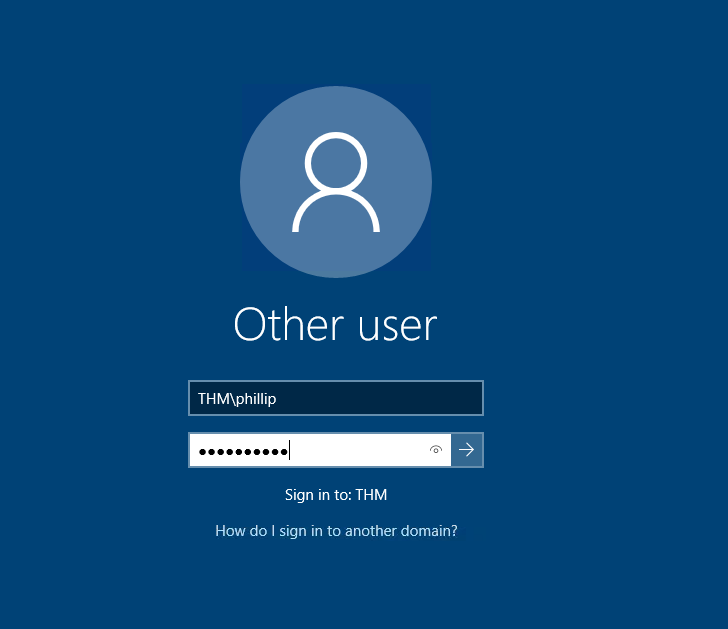 Other user
THM\phillip
●●●●●●●●●●
Sign in to: THM
How do I sign in to another domain?